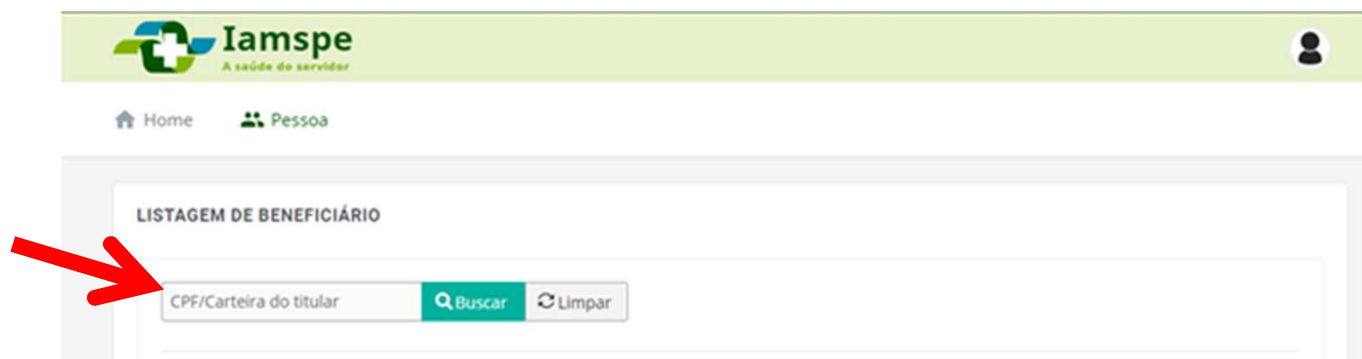 Iamspe
A saúde do servidor
Home Pessoa
LISTAGEM DE BENEFICIÁRIO
CPF/Carteira do titular Buscar Limpar